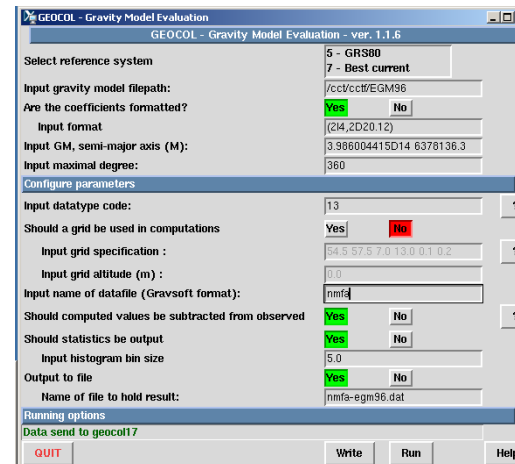 GEOCOL - Gravity Model Evaluation
GEOCOL - Gravity Model Evaluation - ver. 1.1.6
Select reference system
5 - GRS80
7 - Best current
Input gravity model filepath: /cct/cctf/EGM96
Are the coefficients formatted? Yes No
Input format (2I4,2D20.12)
Input GM, semi-major axis (M): 3.986004415D14 6378136.3
Input maximal degree: 360
Configure parameters
Input datatype code: 13
Should a grid be used in computations Yes No
Input grid specification : 54.5 57.5 7.0 13.0 0.1 0.2
Input grid altitude (m) : 0.0
Input name of datafile (Gravsoft format): nmfa
Should computed values be subtracted from observed Yes No
Should statistics be output Yes No
Input histogram bin size 5.0
Output to file Yes No
Name of file to hold result: nmfa-egm96.dat
Running options
Data send to geocol17
QUIT Write Run Help